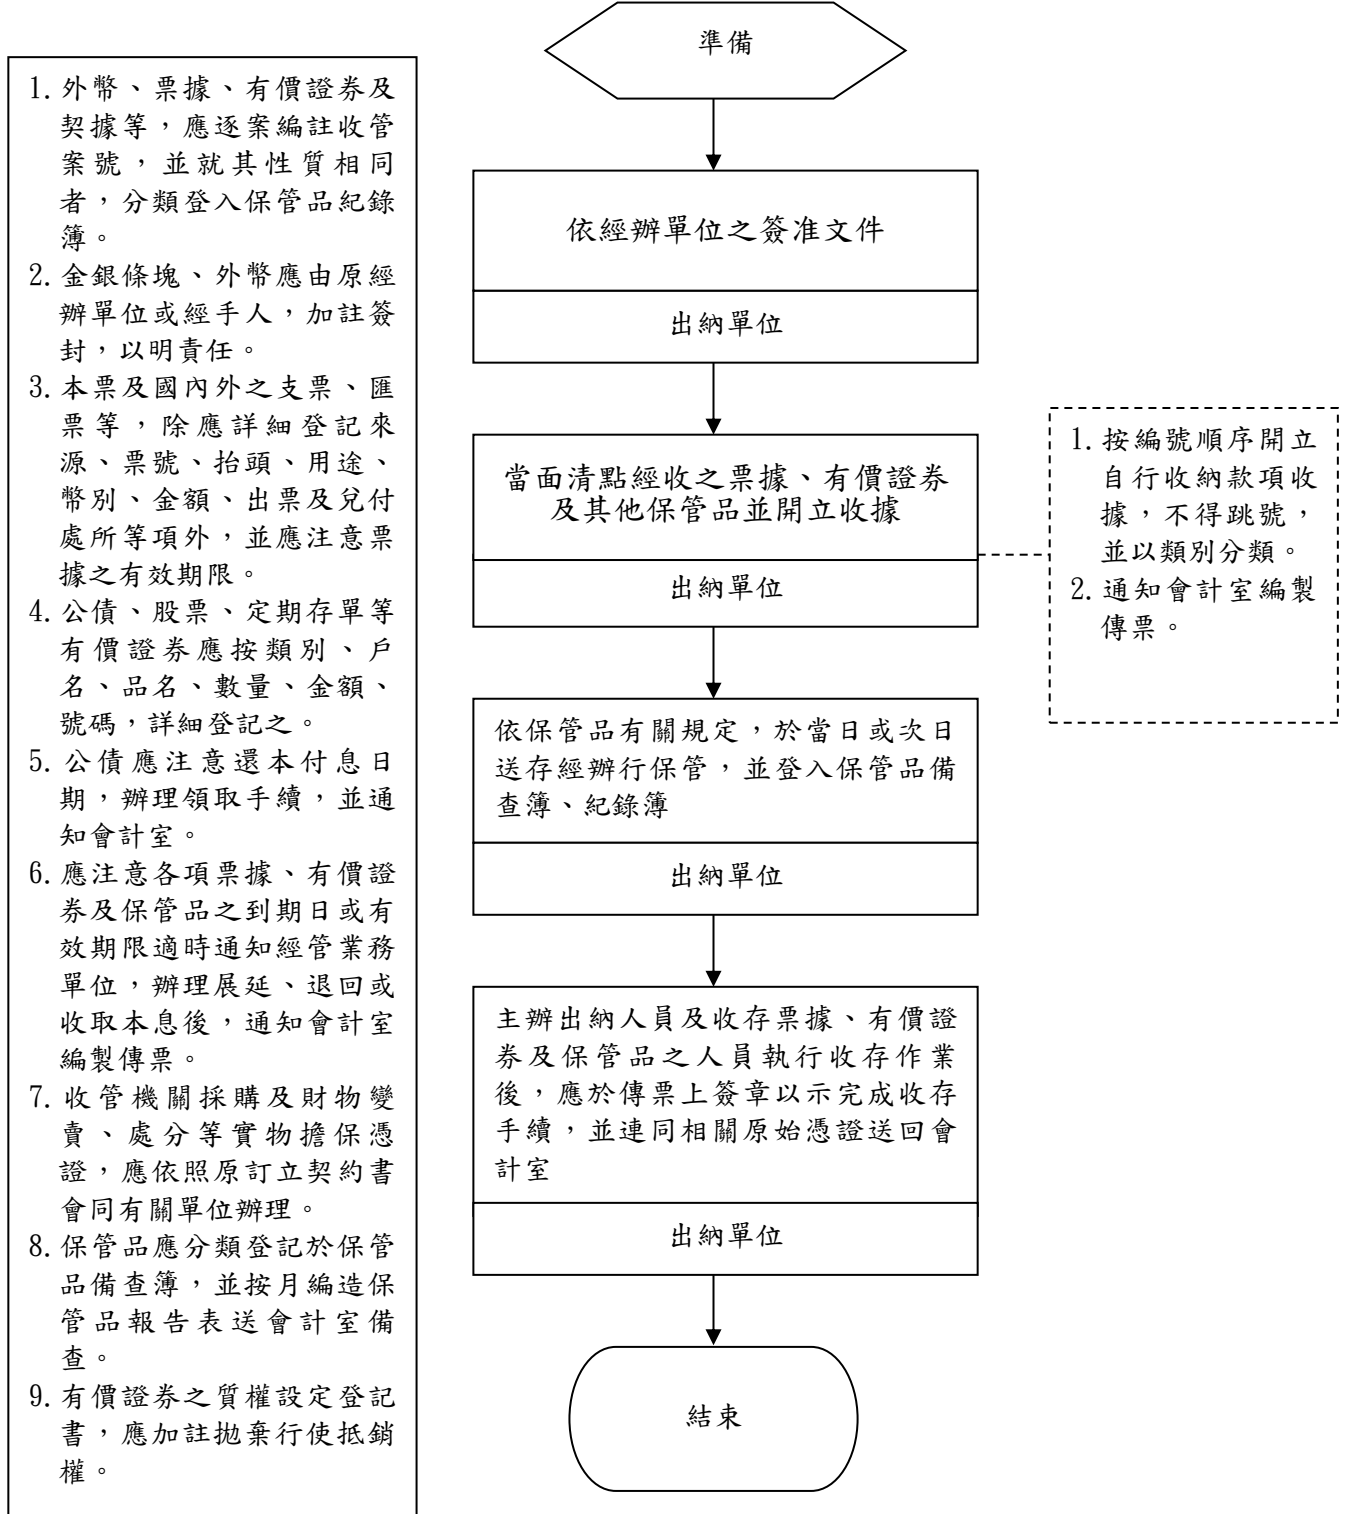 準備
1. 外幣、票據、有價證券及
契據等，應逐案編註收管
案號，並就其性質相同
者，分類登入保管品紀錄
簿。
2. 金銀條塊、外幣應由原經
辦單位或經手人，加註簽
封，以明責任。
3. 本票及國內外之支票、匯
票等，除應詳細登記來
源、票號、抬頭、用途、
幣別、金額、出票及兌付
處所等項外，並應注意票
據之有效期限。
4. 公債、股票、定期存單等
有價證券應按類別、戶
名、品名、數量、金額、
號碼，詳細登記之。
5. 公債應注意還本付息日
期，辦理領取手續，並通
知會計室。
6. 應注意各項票據、有價證
券及保管品之到期日或有
效期限適時通知經管業務
單位，辦理展延、退回或
收取本息後，通知會計室
編製傳票。
7. 收管機關採購及財物變
賣、處分等實物擔保憑
證，應依照原訂立契約書
會同有關單位辦理。
8. 保管品應分類登記於保管
品備查簿，並按月編造保
管品報告表送會計室備
查。
9. 有價證券之質權設定登記
書，應加註拋棄行使抵銷
權。
依經辦單位之簽准文件
出納單位
當面清點經收之票據、有價證券
及其他保管品並開立收據
出納單位
1. 按編號順序開立
自行收納款項收
據，不得跳號，
並以類別分類。
2. 通知會計室編製
傳票。
依保管品有關規定，於當日或次日
送存經辦行保管，並登入保管品備
查簿、紀錄簿
出納單位
主辦出納人員及收存票據、有價證
券及保管品之人員執行收存作業
後，應於傳票上簽章以示完成收存
手續，並連同相關原始憑證送回會
計室
出納單位
結束